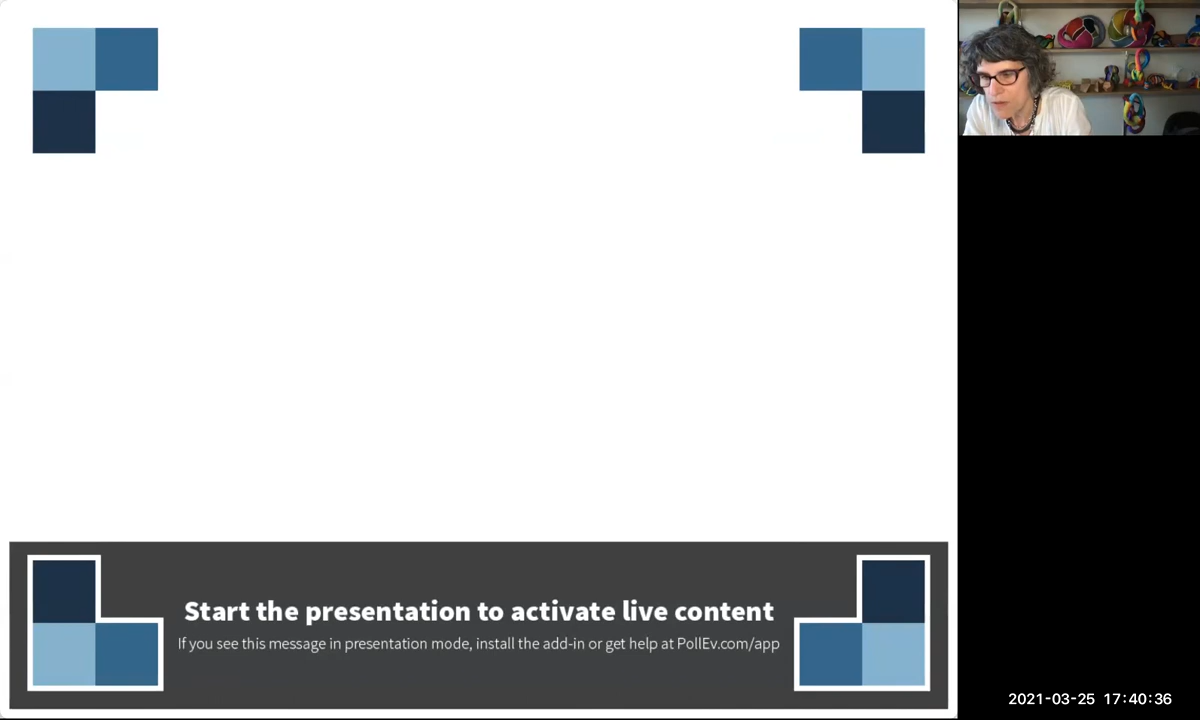 Start the presentation to activate live content
If you see this message in presentation mode, install the add-in or get help at PollEv.com/app
2021-03-25 17:40:36